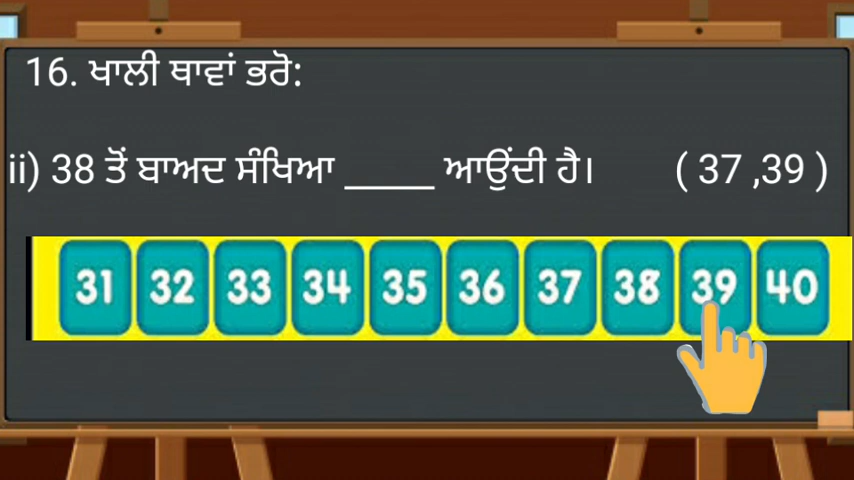 16. ਖਾਲੀ ਥਾਵਾਂ ਭਰੋ:
ii) 38 ਤੋਂ ਬਾਅਦ ਸੰਖਿਆ _____ ਆਉਂਦੀ ਹੈ। ( 37 ,39 )
31 32 33 34 35 36 37 38 39 40